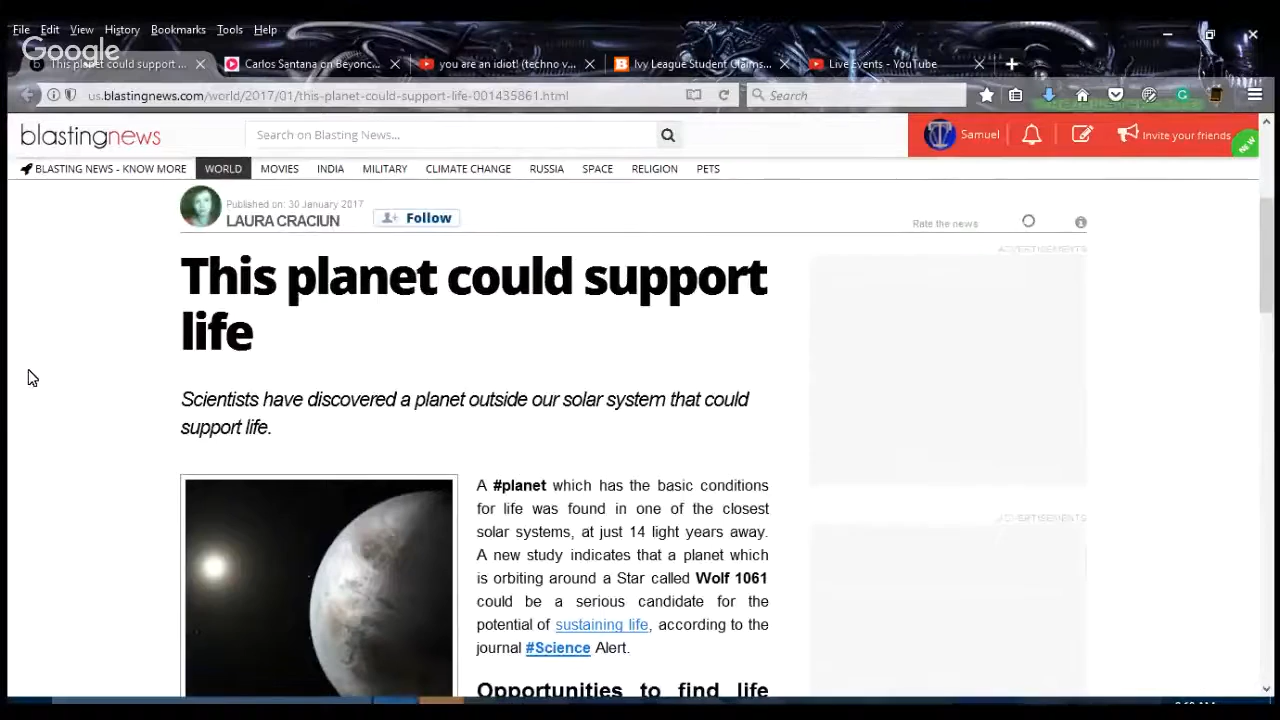 File Edit View History Bookmarks Tools Help
Google
This planet could support ...
Carlos Santana on Beyonc...
you are an idiot! (techno v...
Ivy League Student Claims...
Live Events - YouTube
us.blastingnews.com/world/2017/01/this-planet-could-support-life-001435861.html
Search
blastingnews
Search on Blasting News...
Samuel
Invite your friends
NEW
BLASTING NEWS - KNOW MORE WORLD MOVIES INDIA MILITARY CLIMATE CHANGE RUSSIA SPACE RELIGION PETS
Published on: 30 January 2017
LAURA CRACIUN
Follow
Rate the news
ADVERTISEMENTS
This planet could support
life
Scientists have discovered a planet outside our solar system that could
support life.
A #planet which has the basic conditions
for life was found in one of the closest
solar systems, at just 14 light years away.
A new study indicates that a planet which
is orbiting around a Star called Wolf 1061
could be a serious candidate for the
potential of sustaining life, according to the
journal #Science Alert.
Opportunities to find life
ADVERTISEMENTS